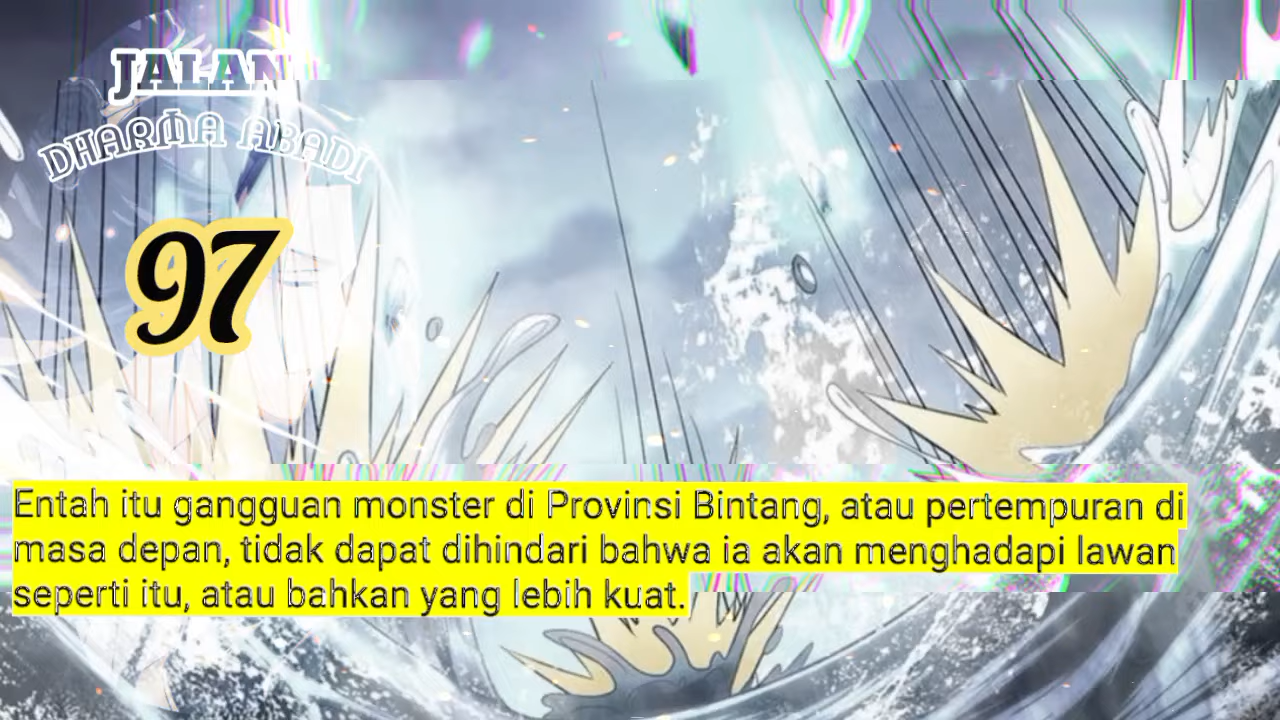 JALAN
DHARMA ABADI
97
Entah itu gangguan monster di Provinsi Bintang, atau pertempuran di
masa depan, tidak dapat dihindari bahwa ia akan menghadapi lawan
seperti itu, atau bahkan yang lebih kuat.